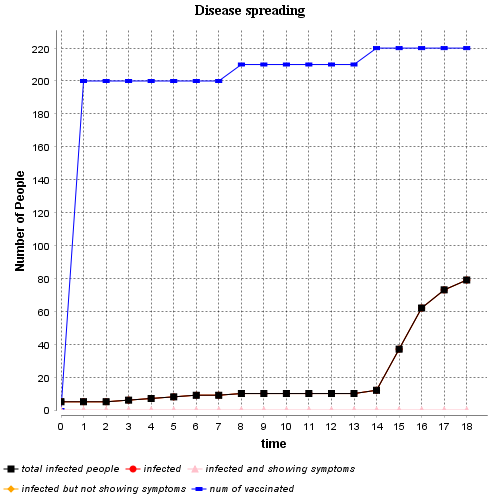 Disease spreading
Number of People
220
200
180
160
140
120
100
80
60
40
20
0
0 1 2 3 4 5 6 7 8 9 10 11 12 13 14 15 16 17 18
time
total infected people infected infected and showing symptoms
infected but not showing symptoms num of vaccinated